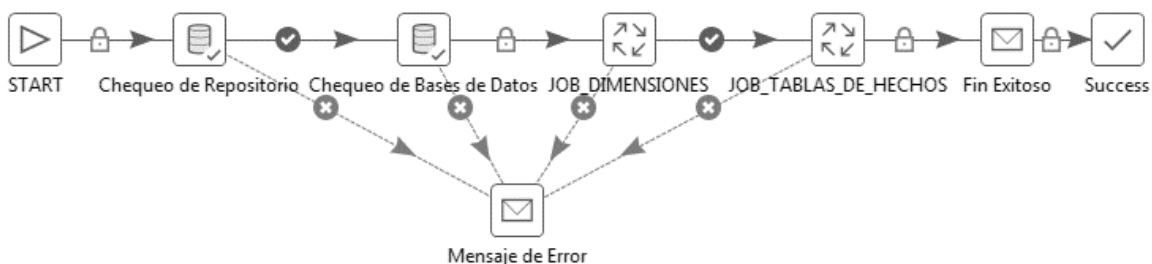 START
Chequeo de Repositorio
Chequeo de Bases de Datos
JOB_DIMENSIONES
JOB_TABLAS_DE_HECHOS
Fin Exitoso
Success
Mensaje de Error